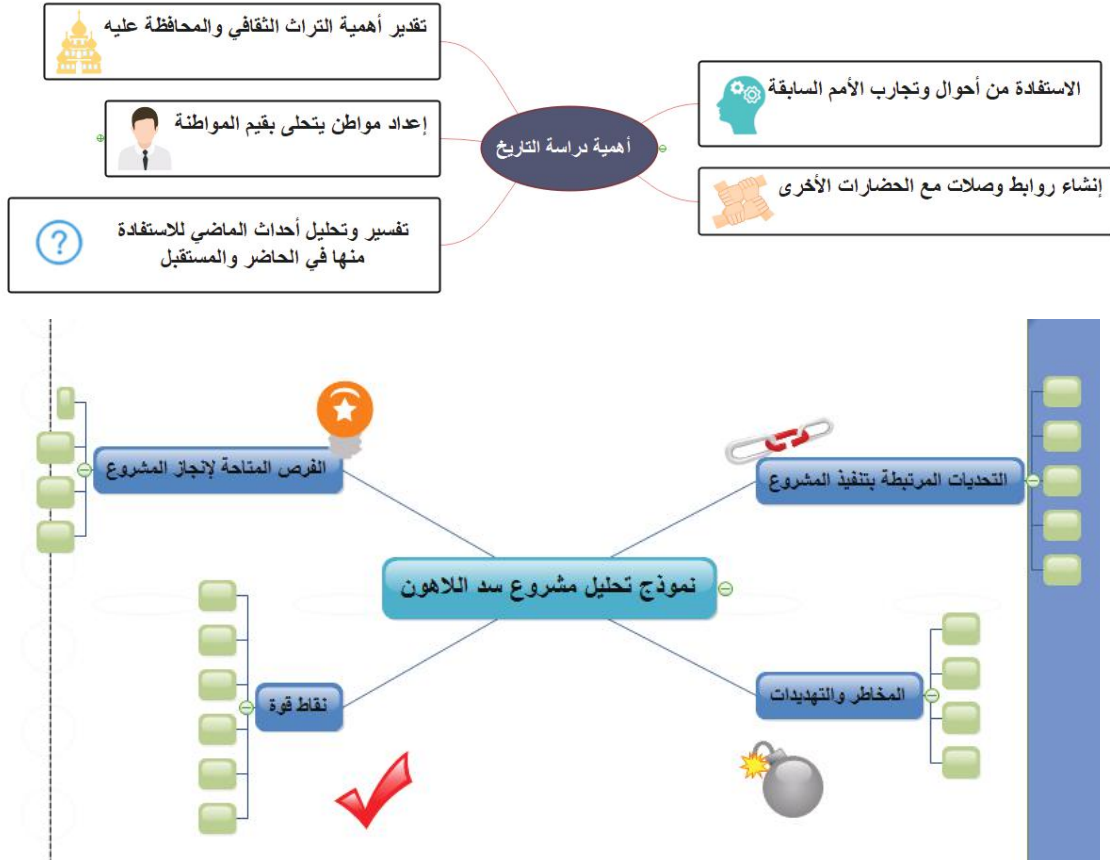 تقدير أهمية التراث الثقافي والمحافظة عليه
الاستفادة من أحوال وتجارب الأمم السابقة
إعداد مواطن يتحلى بقيم المواطنة
أهمية دراسة التاريخ
إنشاء روابط وصلات مع الحضارات الأخرى
تفسير وتحليل أحداث الماضي للاستفادة
منها في الحاضر والمستقبل
التحديات المرتبطة بتنفيذ المشروع
الفرص المتاحة لإنجاز المشروع
نموذج تحليل مشروع سد اللاهون
المخاطر والتهديدات
نقاط قوة